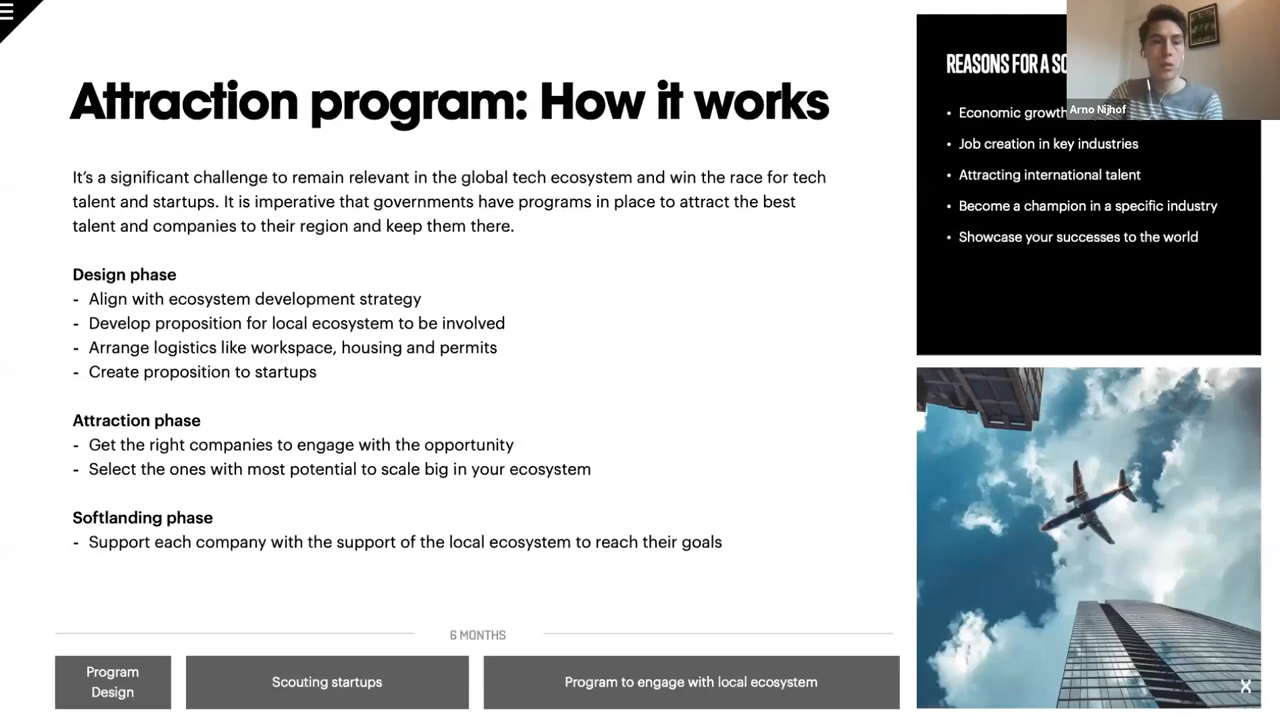 Attraction program: How it works
It's a significant challenge to remain relevant in the global tech ecosystem and win the race for tech
talent and startups. It is imperative that governments have programs in place to attract the best
talent and companies to their region and keep them there.
Design phase
- Align with ecosystem development strategy
- Develop proposition for local ecosystem to be involved
- Arrange logistics like workspace, housing and permits
- Create proposition to startups
Attraction phase
- Get the right companies to engage with the opportunity
- Select the ones with most potential to scale big in your ecosystem
Softlanding phase
- Support each company with the support of the local ecosystem to reach their goals
6 MONTHS
Program
Design
Scouting startups
Program to engage with local ecosystem
REASONS FOR A
• Economic growth
• Job creation in key industries
• Attracting international talent
• Become a champion in a specific industry
• Showcase your successes to the world
Arno Nijhof
X